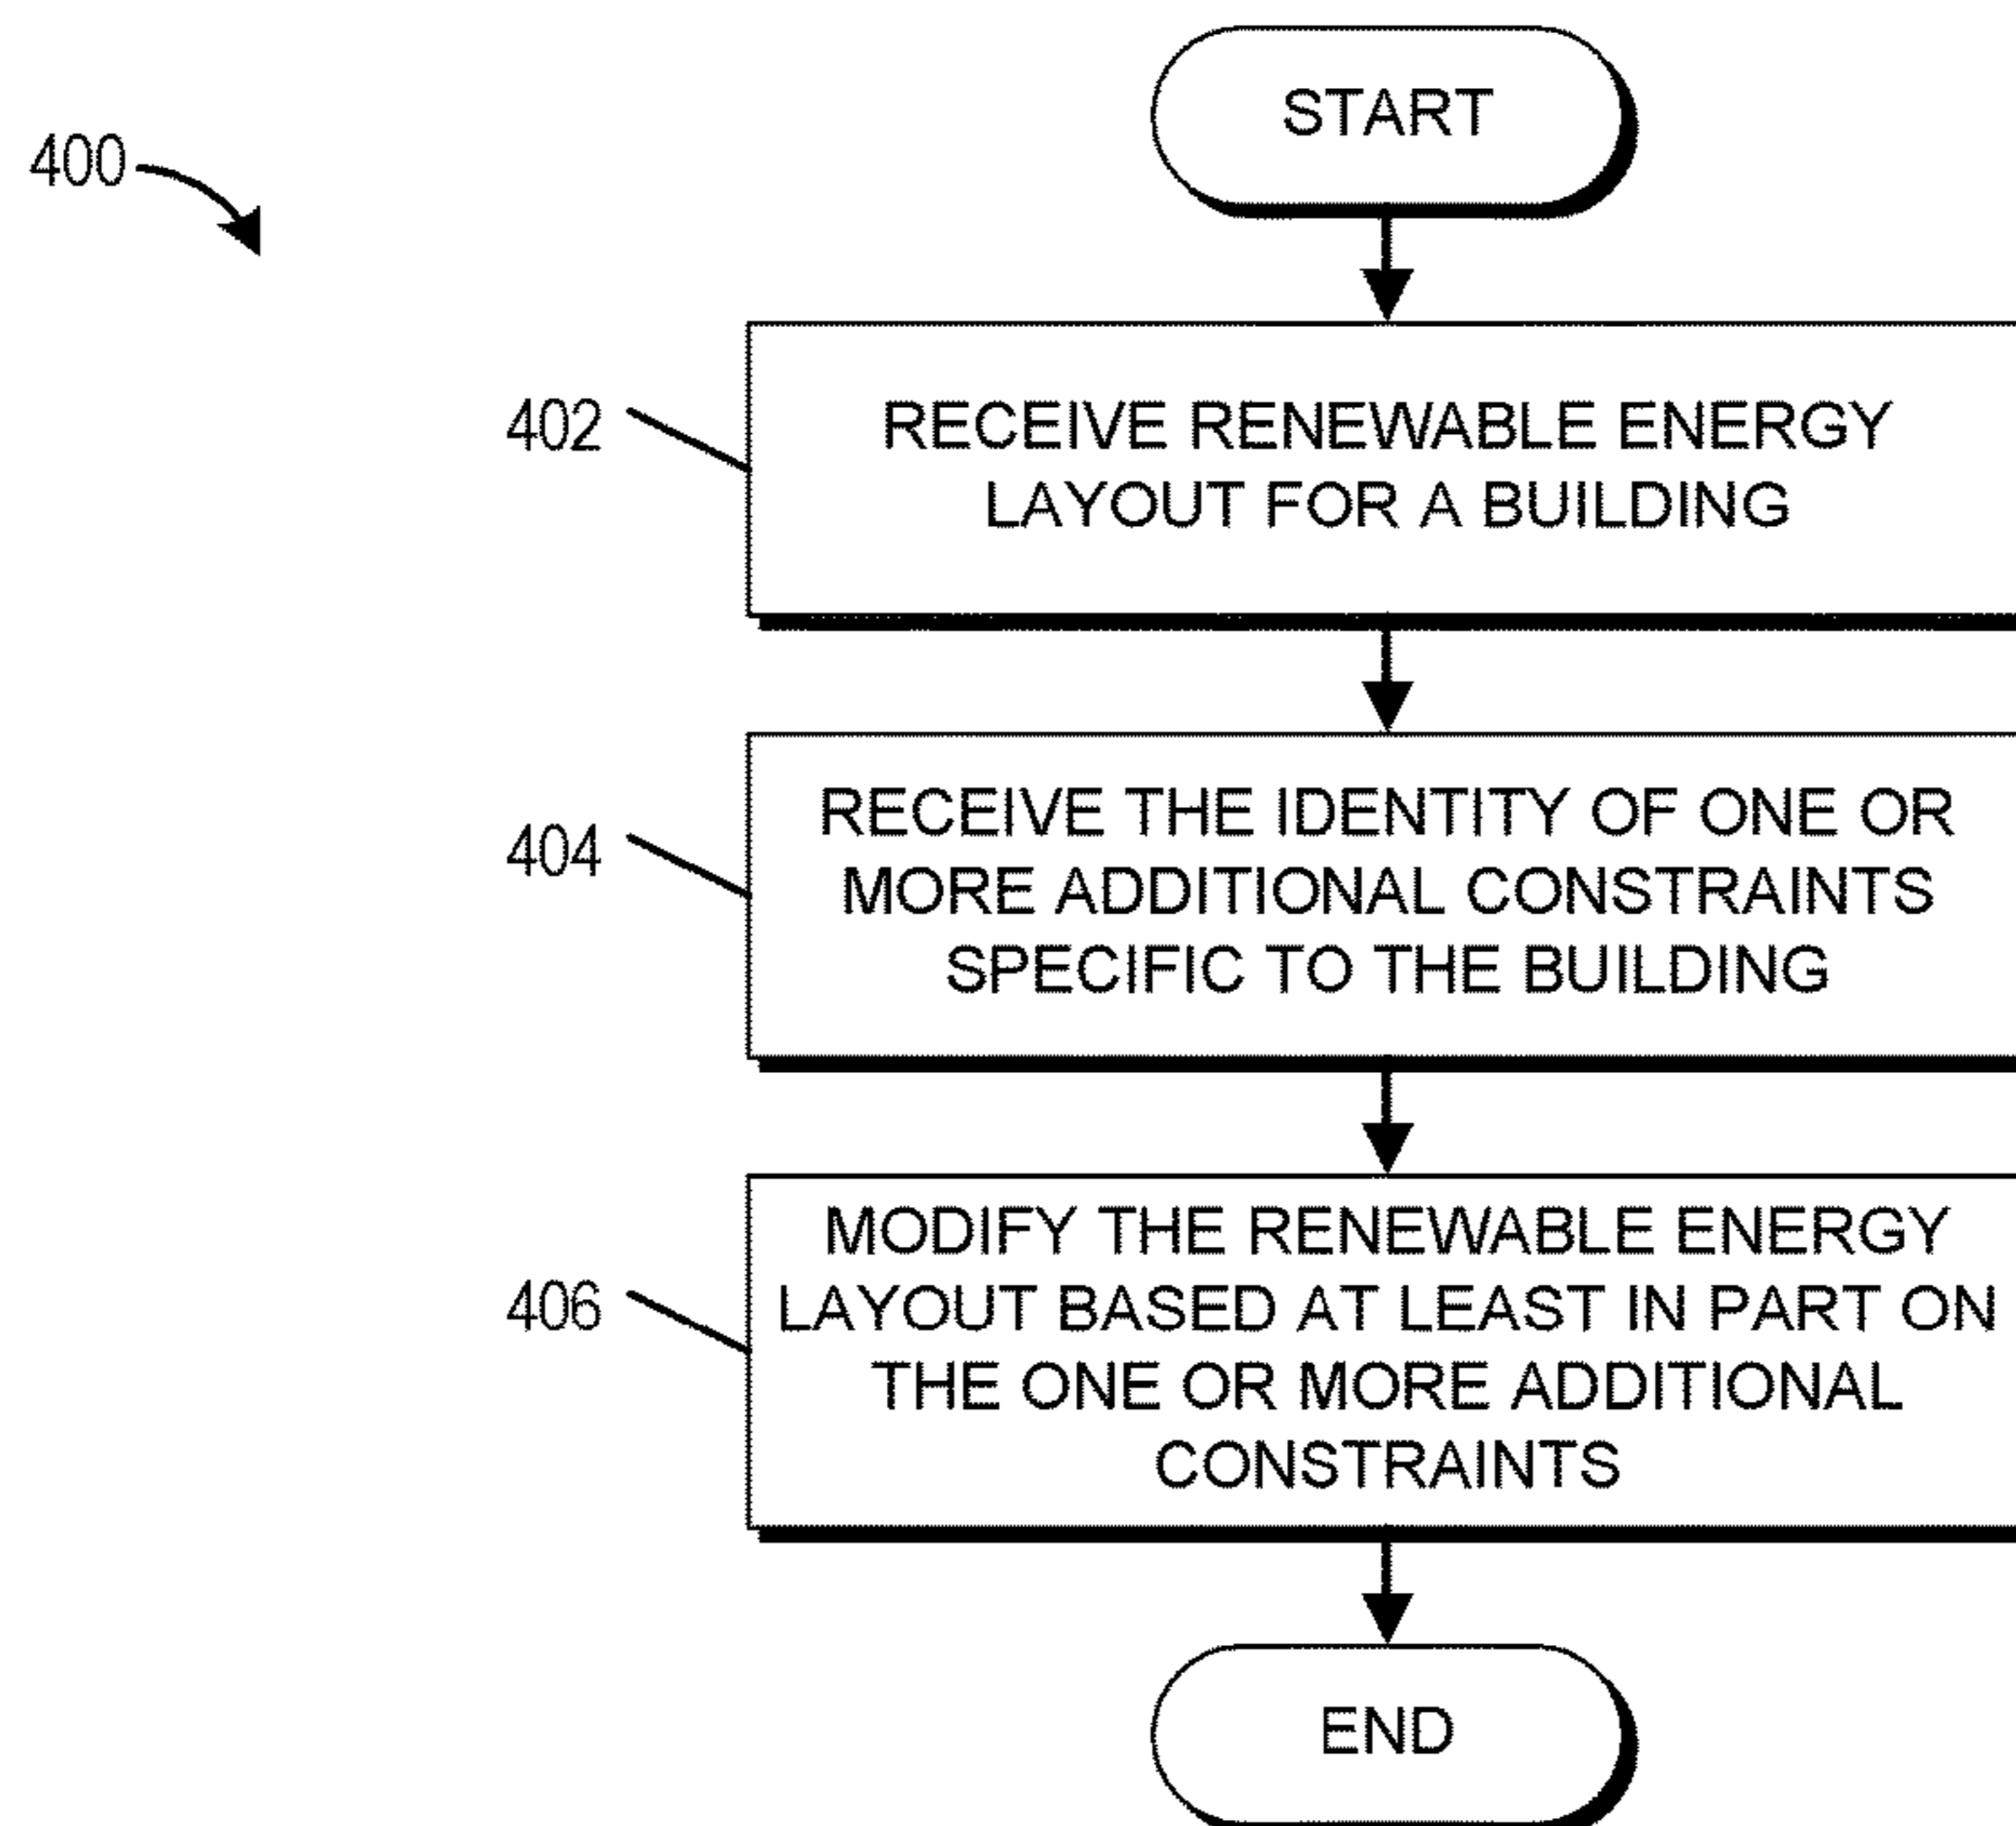 START
400
402
RECEIVE RENEWABLE ENERGY
LAYOUT FOR A BUILDING
404
RECEIVE THE IDENTITY OF ONE OR
MORE ADDITIONAL CONSTRAINTS
SPECIFIC TO THE BUILDING
406
MODIFY THE RENEWABLE ENERGY
LAYOUT BASED AT LEAST IN PART ON
THE ONE OR MORE ADDITIONAL
CONSTRAINTS
END